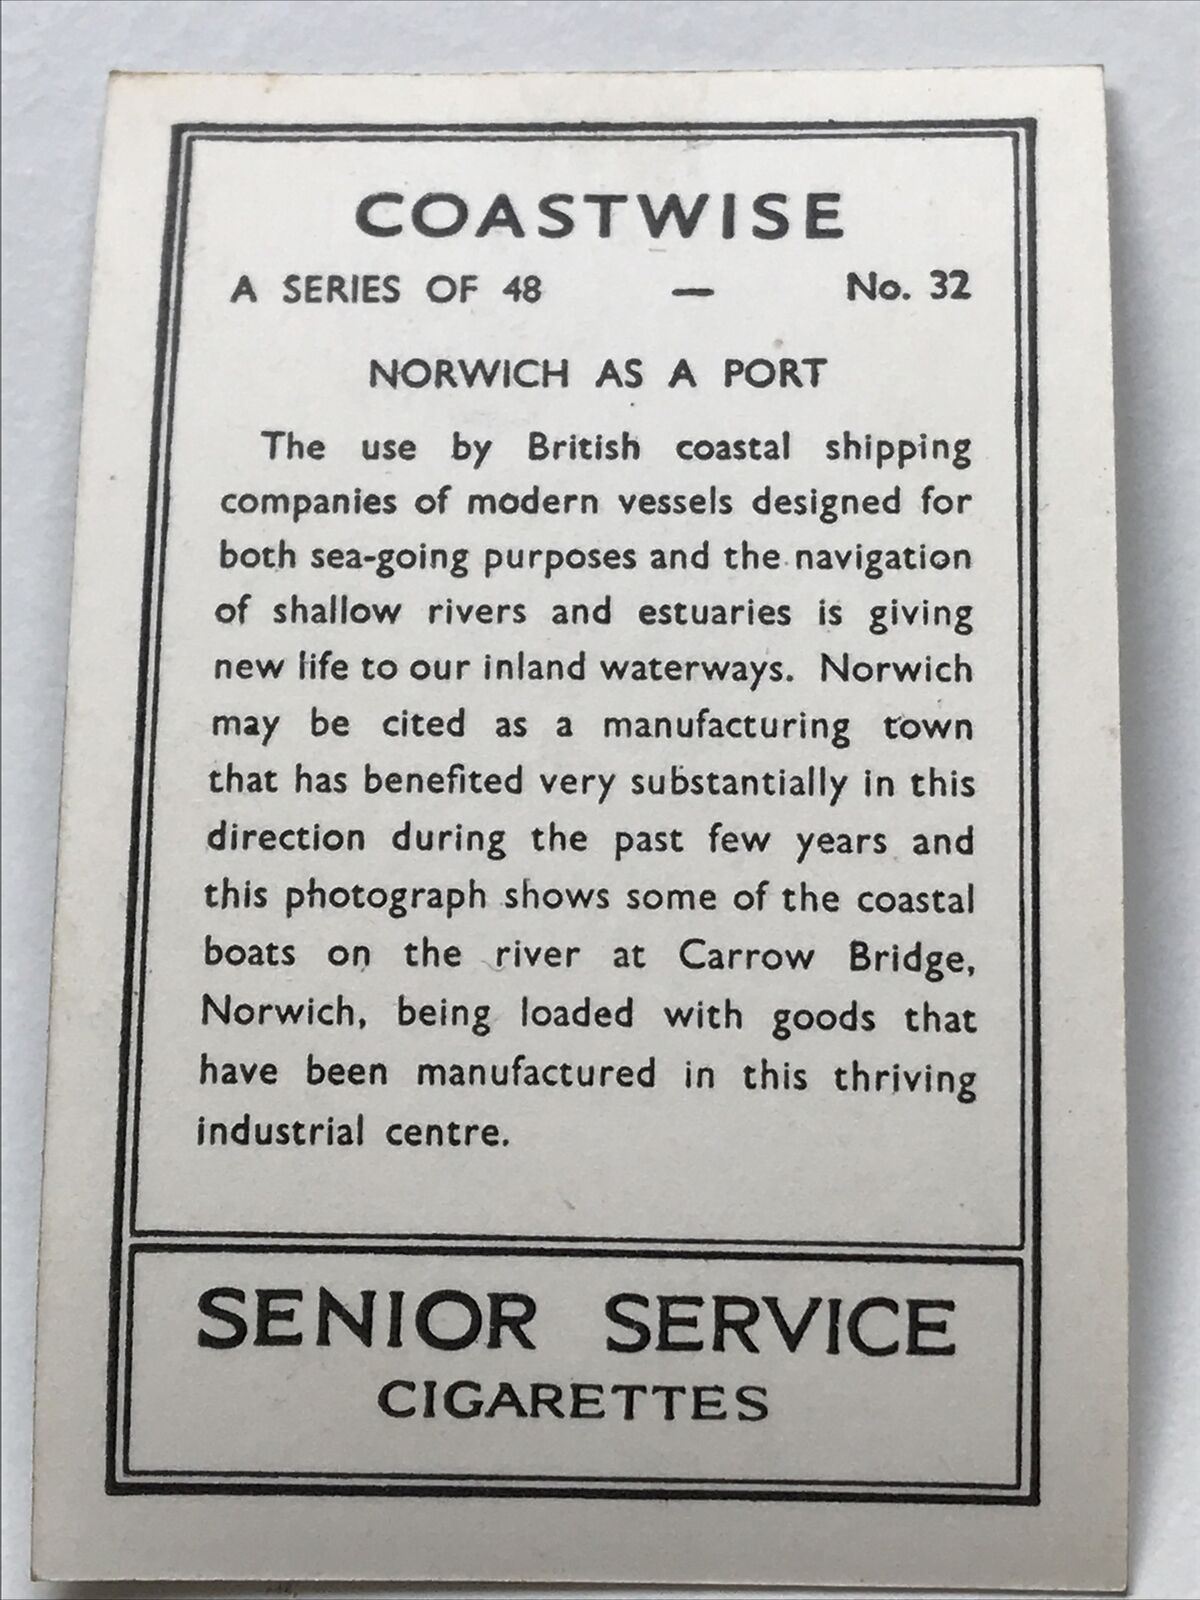 COASTWISE
A SERIES OF 48 — No. 32
NORWICH AS A PORT
The use by British coastal shipping
companies of modern vessels designed for
both sea-going purposes and the navigation
of shallow rivers and estuaries is giving
new life to our inland waterways. Norwich
may be cited as a manufacturing town
that has benefited very substantially in this
direction during the past few years and
this photograph shows some of the coastal
boats on the river at Carrow Bridge,
Norwich, being loaded with goods that
have been manufactured in this thriving
industrial centre.
SENIOR SERVICE
CIGARETTES